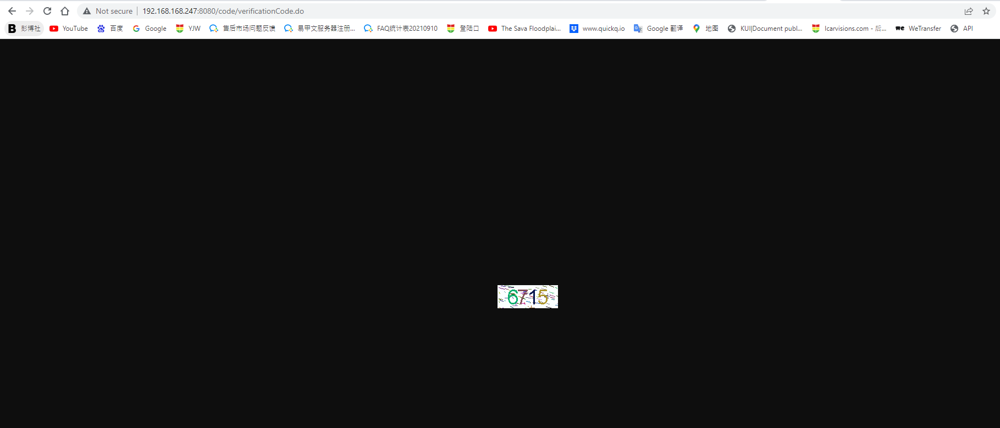 Not secure 192.168.168.247:8080/code/verificationCode.do
B 彭博社 YouTube 百度 Google YJW 售后市场问题反馈 易甲文服务器注册... FAQ统计表20210910 登陆口 The Sava Floodplai... www.quickq.io Google 翻译 地图 KUI|Document publ... Icarvisions.com - 后... we WeTransfer API
6715